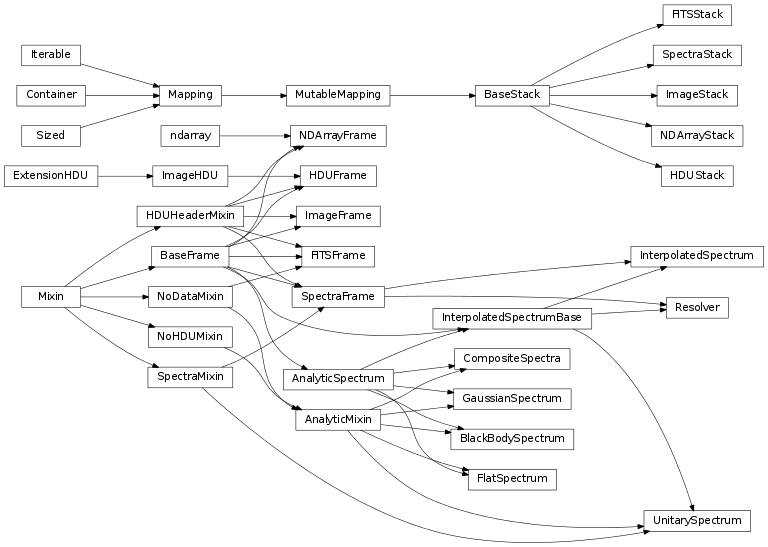 FITSStack
Iterable
SpectraStack
Container
Mapping
MutableMapping
BaseStack
ImageStack
Sized
ndarray
NDArrayFrame
NDArrayStack
ExtensionHDU
ImageHDU
HDUFrame
HDUStack
HDUHeaderMixin
ImageFrame
BaseFrame
FITSFrame
InterpolatedSpectrum
Mixin
NoDataMixin
SpectraFrame
Resolver
InterpolatedSpectrumBase
NoHDUMixin
CompositeSpectra
SpectraMixin
AnalyticSpectrum
GaussianSpectrum
AnalyticMixin
BlackBodySpectrum
FlatSpectrum
UnitarySpectrum